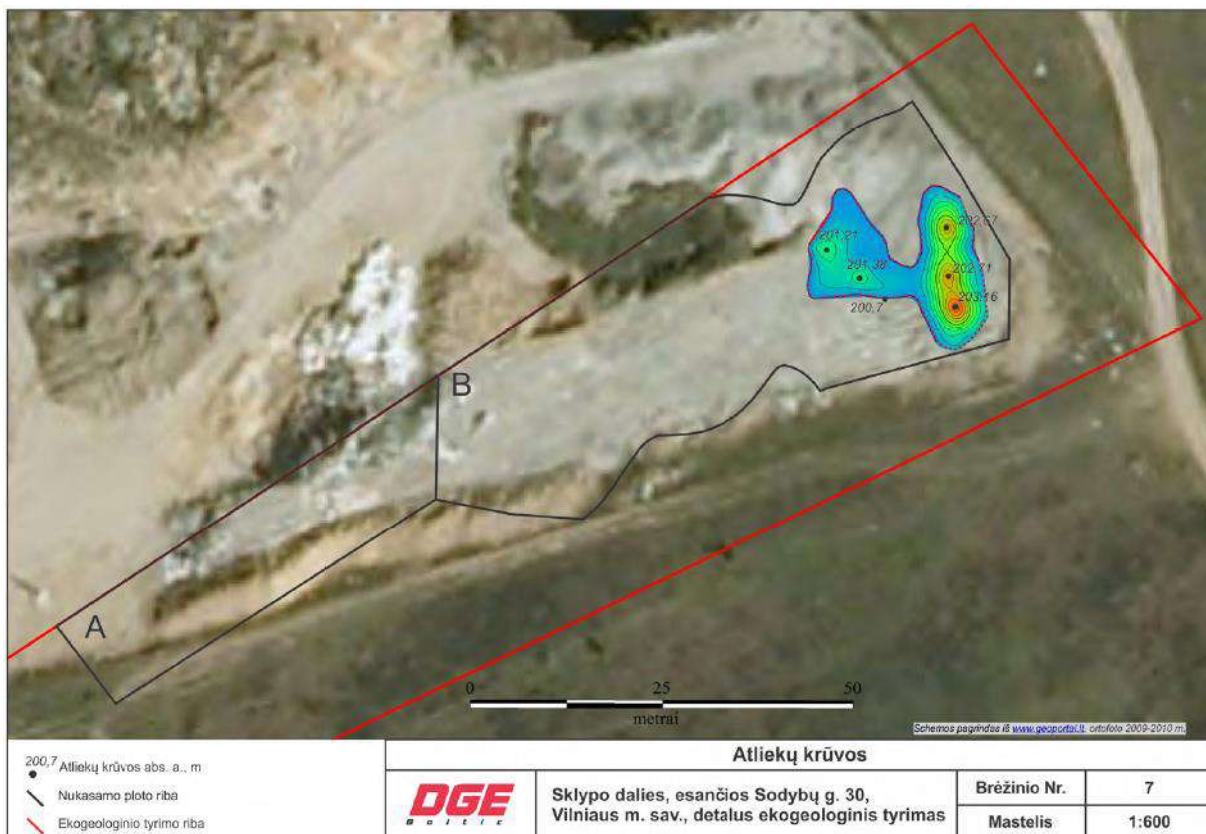 202,67
201,21
201,38
202,71
200,7
203,16
B
A
0 25 50
metrai
Schemos pagrindas iš www.geoportal.lt, ortofoto 2009-2010 m.
200,7 Atliekų krūvos abs. a., m
Nukasamo ploto riba
Ekogeologinio tyrimo riba
Atliekų krūvos
DGE
Baltic
Sklypo dalies, esančios Sodybų g. 30,
Vilniaus m. sav., detalus ekogeologinis tyrimas
Brėžinio Nr. 7
Mastelis 1:600